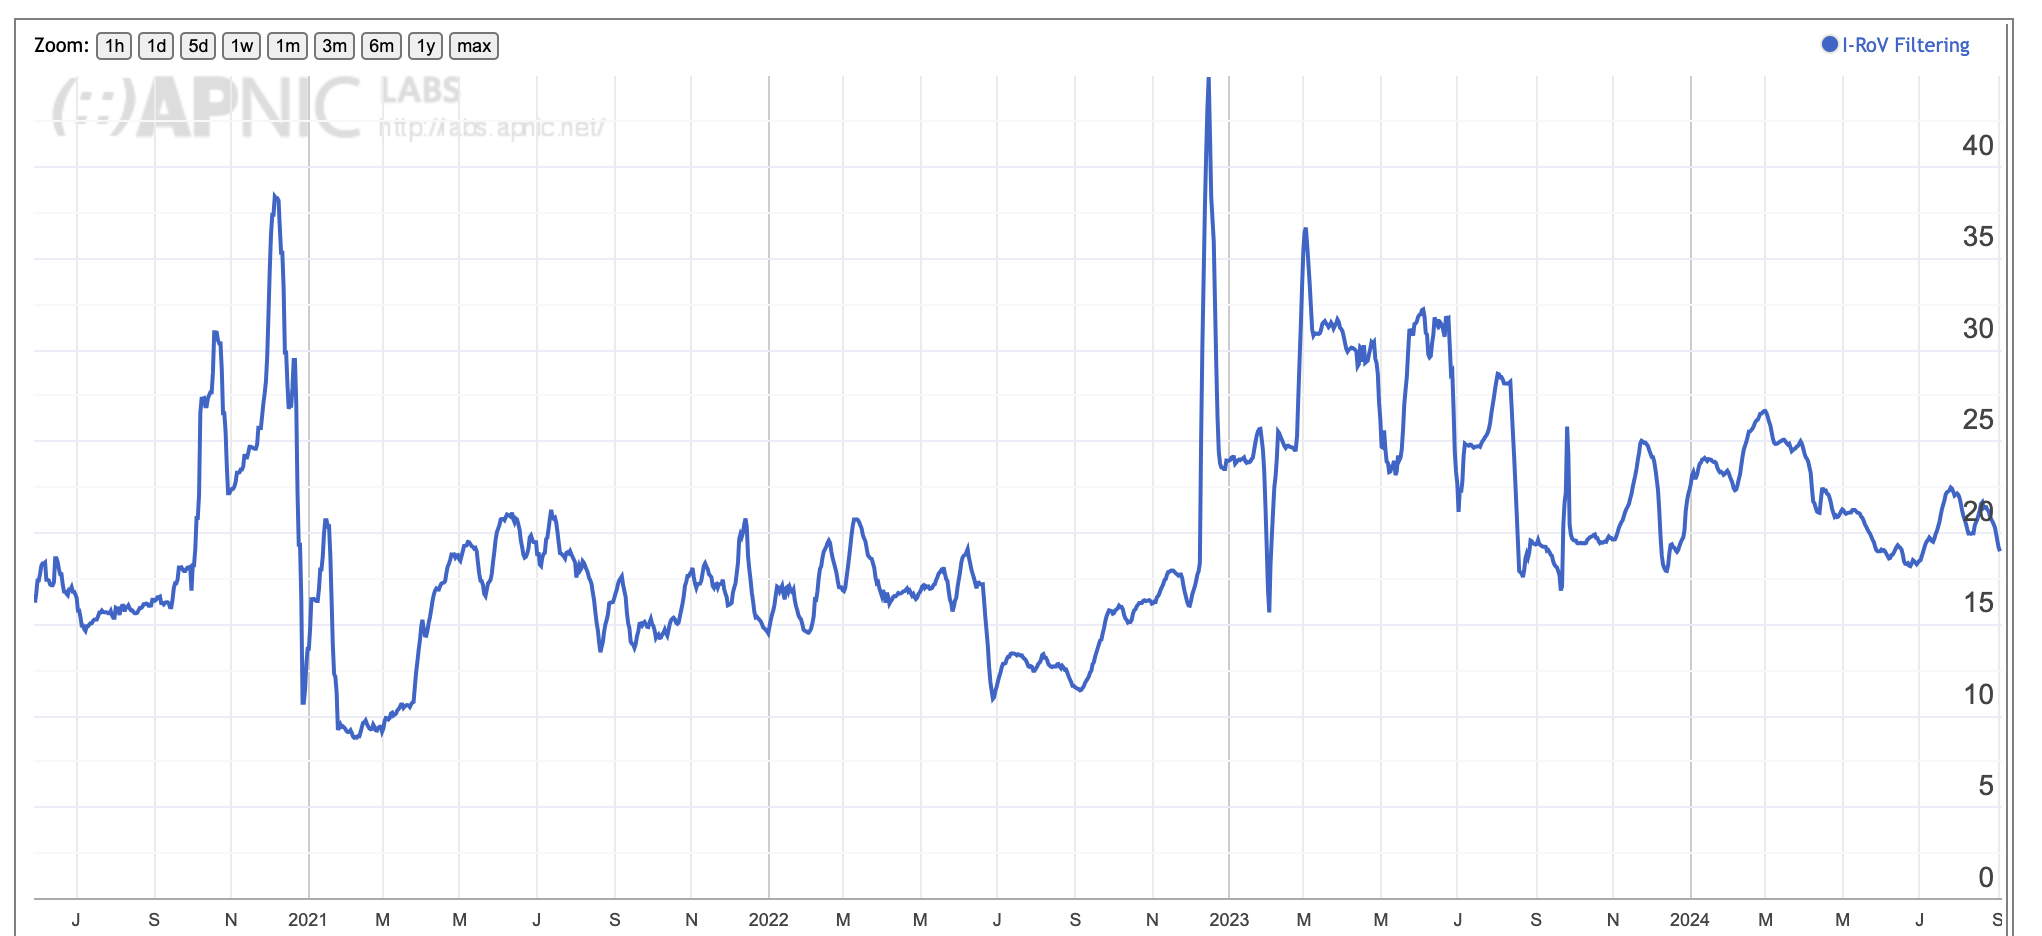 Zoom: 1h 1d 5d 1w 1m 3m 6m 1y max
I-RoV Filtering
(::) APNIC LABS
http://labs.apnic.net/
40
35
30
25
20
15
10
5
0
J S N 2021 M M J S N 2022 M M J S N 2023 M M J S N 2024 M M J S